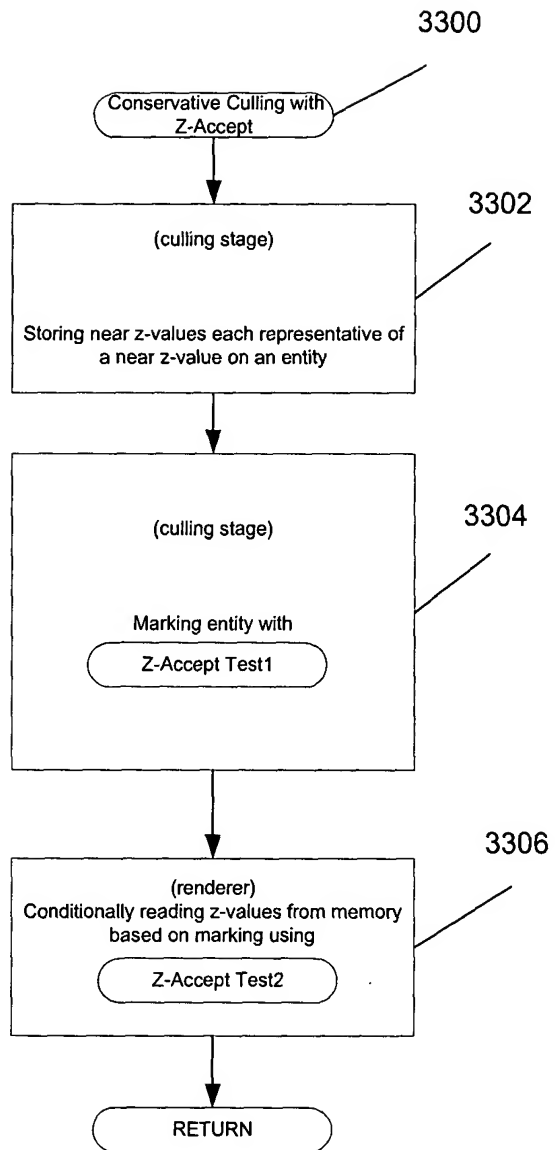 3300
Conservative Culling with
Z-Accept
3302
(culling stage)
Storing near z-values each representative of
a near z-value on an entity
3304
(culling stage)
Marking entity with
Z-Accept Test1
3306
(renderer)
Conditionally reading z-values from memory
based on marking using
Z-Accept Test2
RETURN